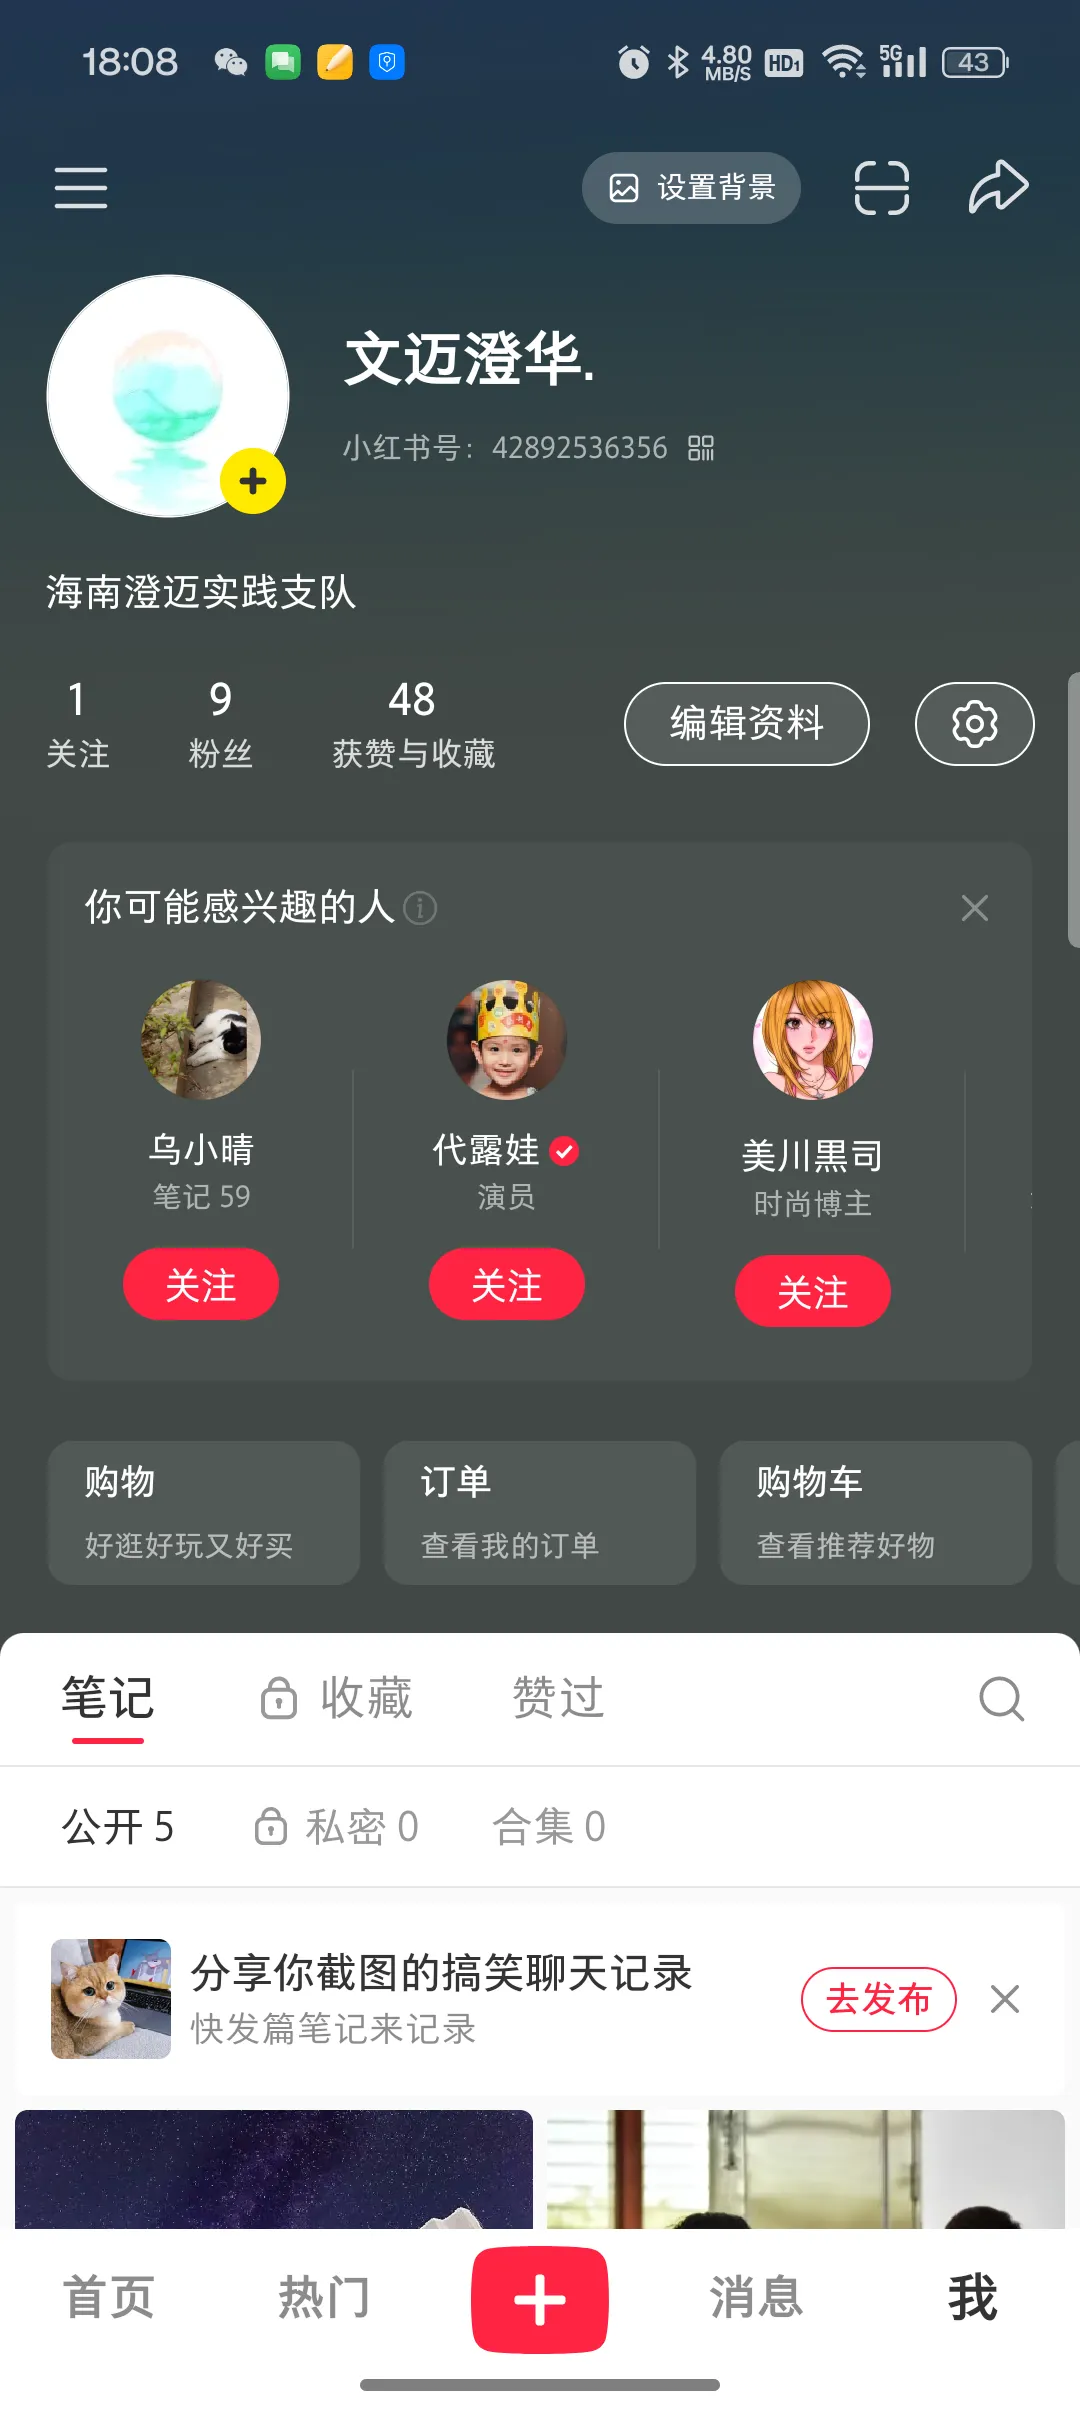 18:08 4.80 MB/S HD1 5G 43
设置背景
文迈澄华.
小红书号：42892536356
海南澄迈实践支队
1 9 48
关注 粉丝 获赞与收藏
编辑资料
你可能感兴趣的人
乌小晴 代露娃 美川黒司
笔记 59 演员 时尚博主
关注 关注 关注
购物 订单 购物车
好逛好玩又好买 查看我的订单 查看推荐好物
笔记 收藏 赞过
公开 5 私密 0 合集 0
分享你截图的搞笑聊天记录
快发篇笔记来记录
去发布
首页 热门 消息 我